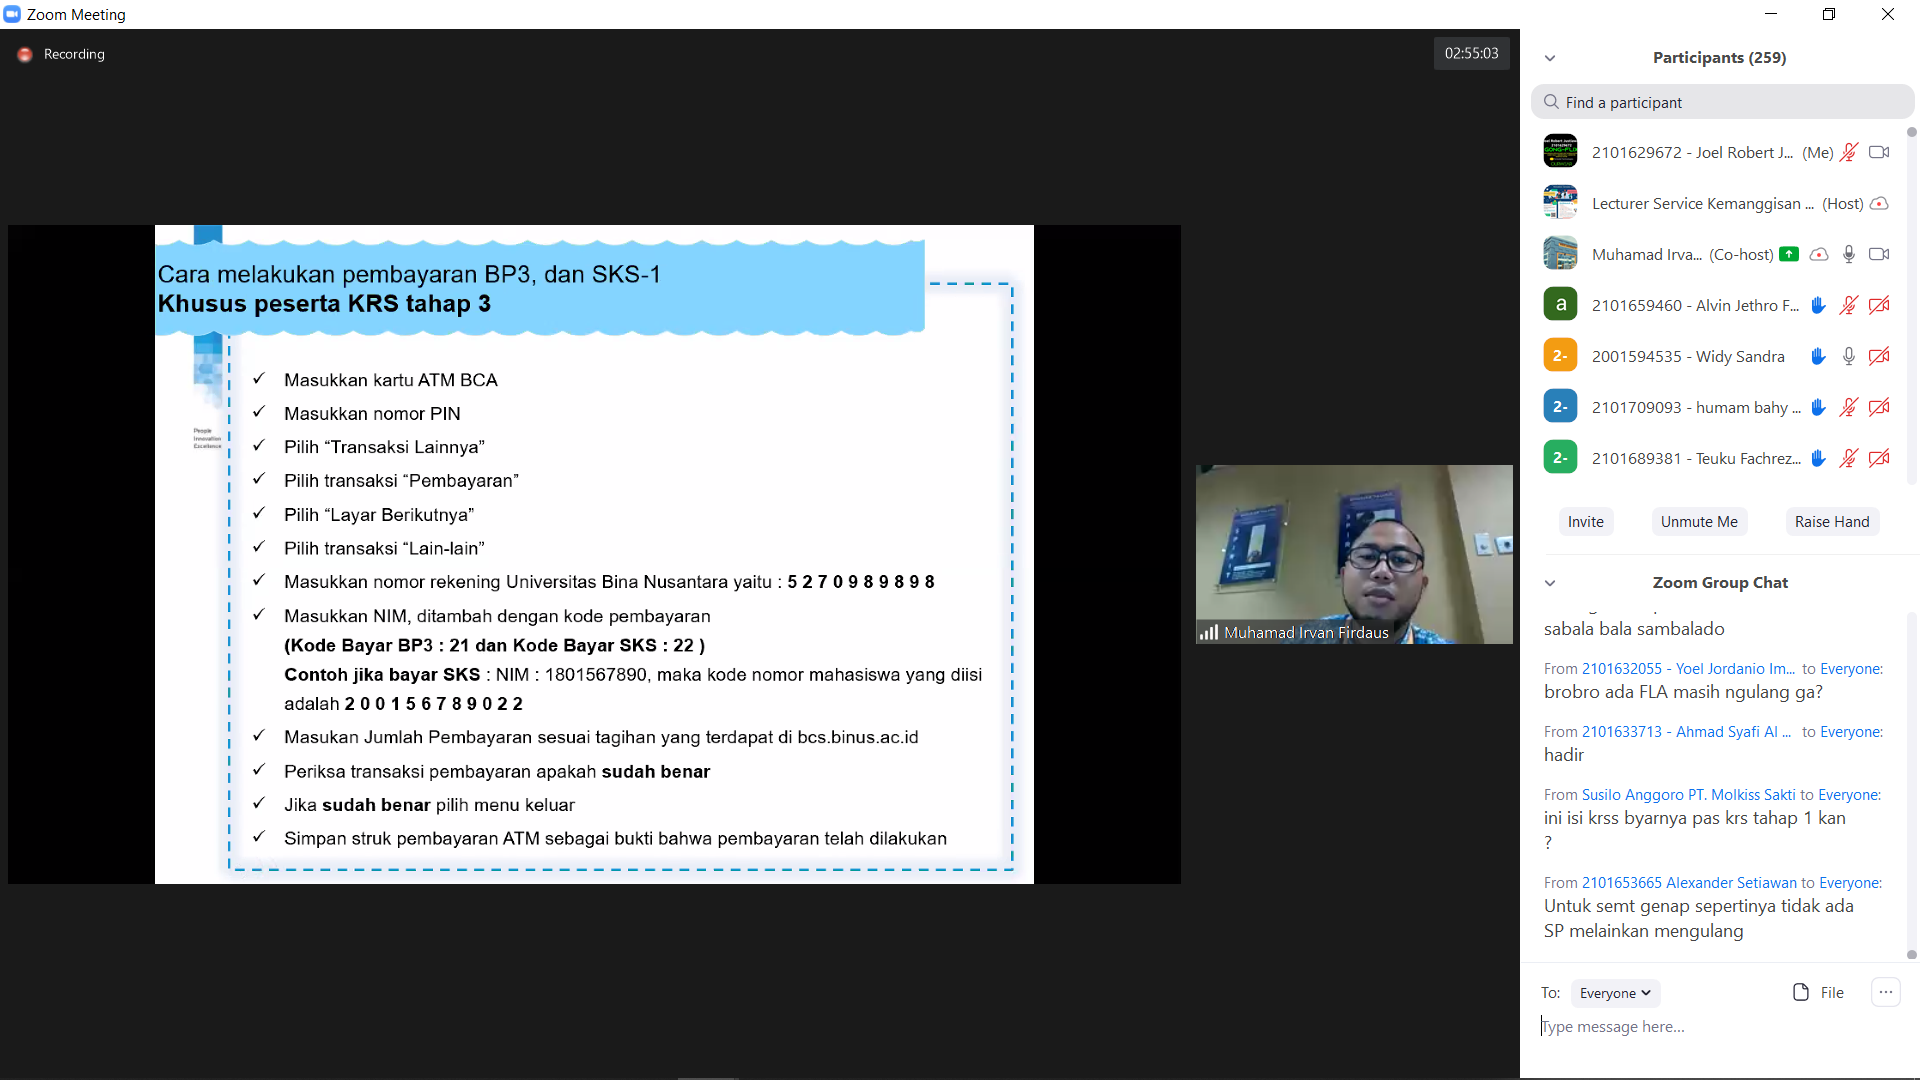 Zoom Meeting
Recording
02:55:03
Cara melakukan pembayaran BP3, dan SKS-1
Khusus peserta KRS tahap 3
People
Innovation
Excellence
Masukkan kartu ATM BCA
Masukkan nomor PIN
Pilih “Transaksi Lainnya”
Pilih transaksi “Pembayaran”
Pilih “Layar Berikutnya”
Pilih transaksi “Lain-lain”
Masukkan nomor rekening Universitas Bina Nusantara yaitu : 5 2 7 0 9 8 9 8 9 8
Masukkan NIM, ditambah dengan kode pembayaran
(Kode Bayar BP3 : 21 dan Kode Bayar SKS : 22 )
Contoh jika bayar SKS : NIM : 1801567890, maka kode nomor mahasiswa yang diisi
adalah 2 0 0 1 5 6 7 8 9 0 2 2
Masukan Jumlah Pembayaran sesuai tagihan yang terdapat di bcs.binus.ac.id
Periksa transaksi pembayaran apakah sudah benar
Jika sudah benar pilih menu keluar
Simpan struk pembayaran ATM sebagai bukti bahwa pembayaran telah dilakukan
Muhamad Irvan Firdaus
Participants (259)
Find a participant
2101629672 - Joel Robert J... (Me)
Lecturer Service Kemanggisan ... (Host)
Muhamad Irva... (Co-host)
a 2101659460 - Alvin Jethro F...
2- 2001594535 - Widy Sandra
2- 2101709093 - humam bahy ...
2- 2101689381 - Teuku Fachrez...
Invite Unmute Me Raise Hand
Zoom Group Chat
sabala bala sambalado
From 2101632055 - Yoel Jordanio Im... to Everyone:
brobro ada FLA masih ngulang ga?
From 2101633713 - Ahmad Syafi Al ... to Everyone:
hadir
From Susilo Anggoro PT. Molkiss Sakti to Everyone:
ini isi krss byarnya pas krs tahap 1 kan
?
From 2101653665 Alexander Setiawan to Everyone:
Untuk semt genap sepertinya tidak ada
SP melainkan mengulang
To: Everyone File ...
Type message here...